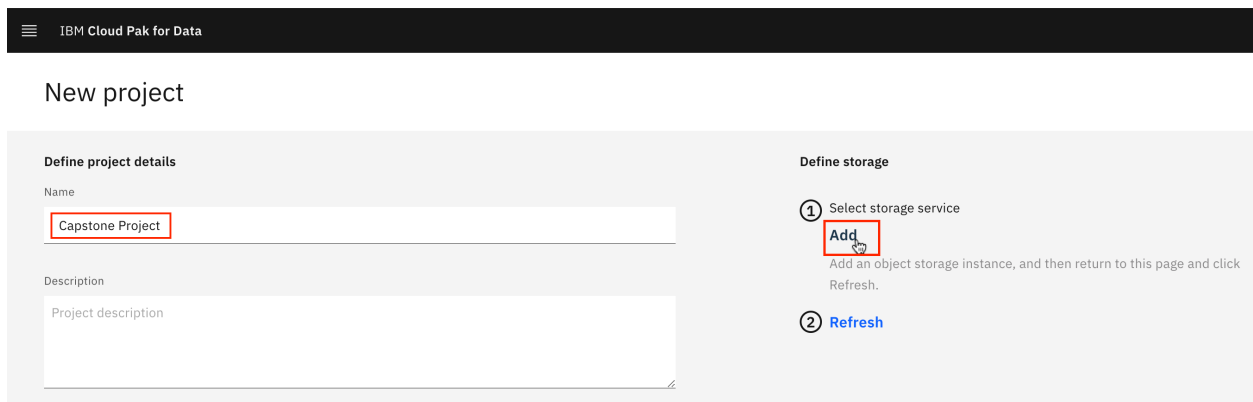 IBM Cloud Pak for Data
New project
Define project details
Name
Capstone Project
Description
Project description
Define storage
1 Select storage service
Add
Add an object storage instance, and then return to this page and click
Refresh.
2 Refresh